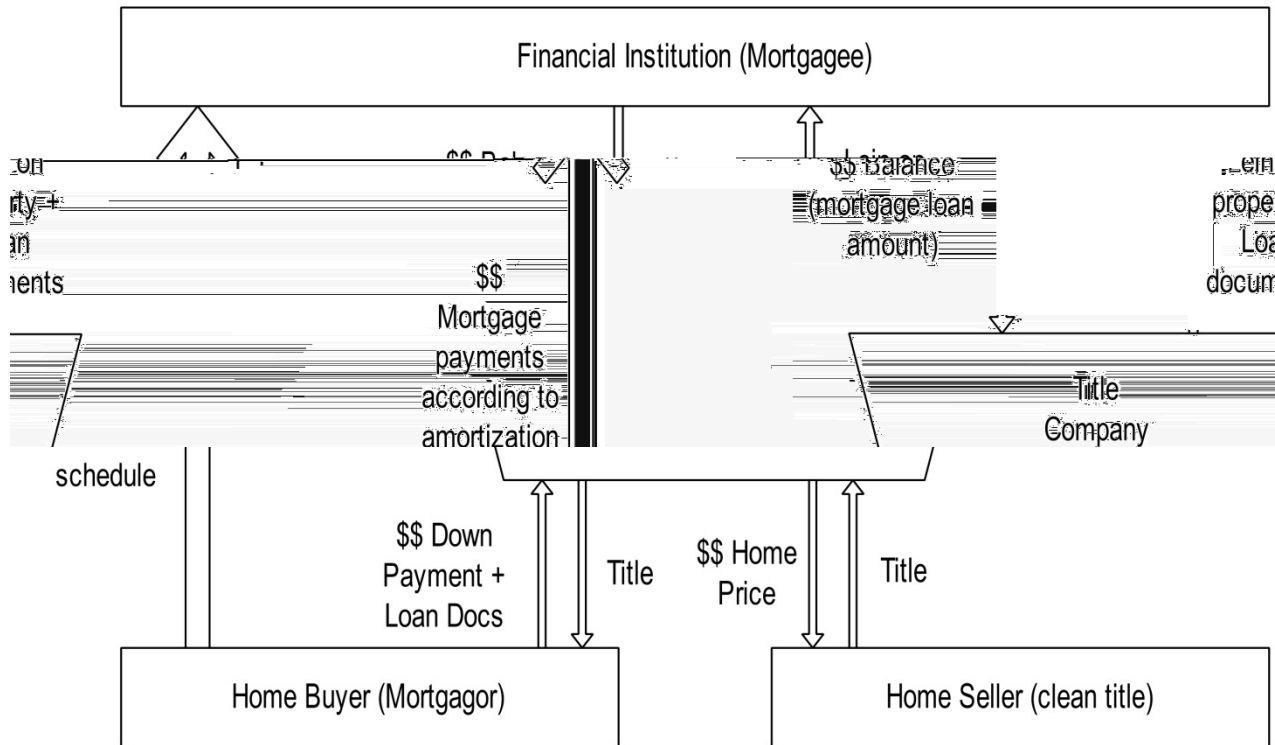 Financial Institution (Mortgagee)
$$
$$ Balance
(mortgage loan
amount)
$$
Mortgage
payments
according to
amortization
schedule
Title
Company
$$ Down
Payment +
Loan Docs
Title
$$ Home
Price
Title
Home Buyer (Mortgagor)
Home Seller (clean title)